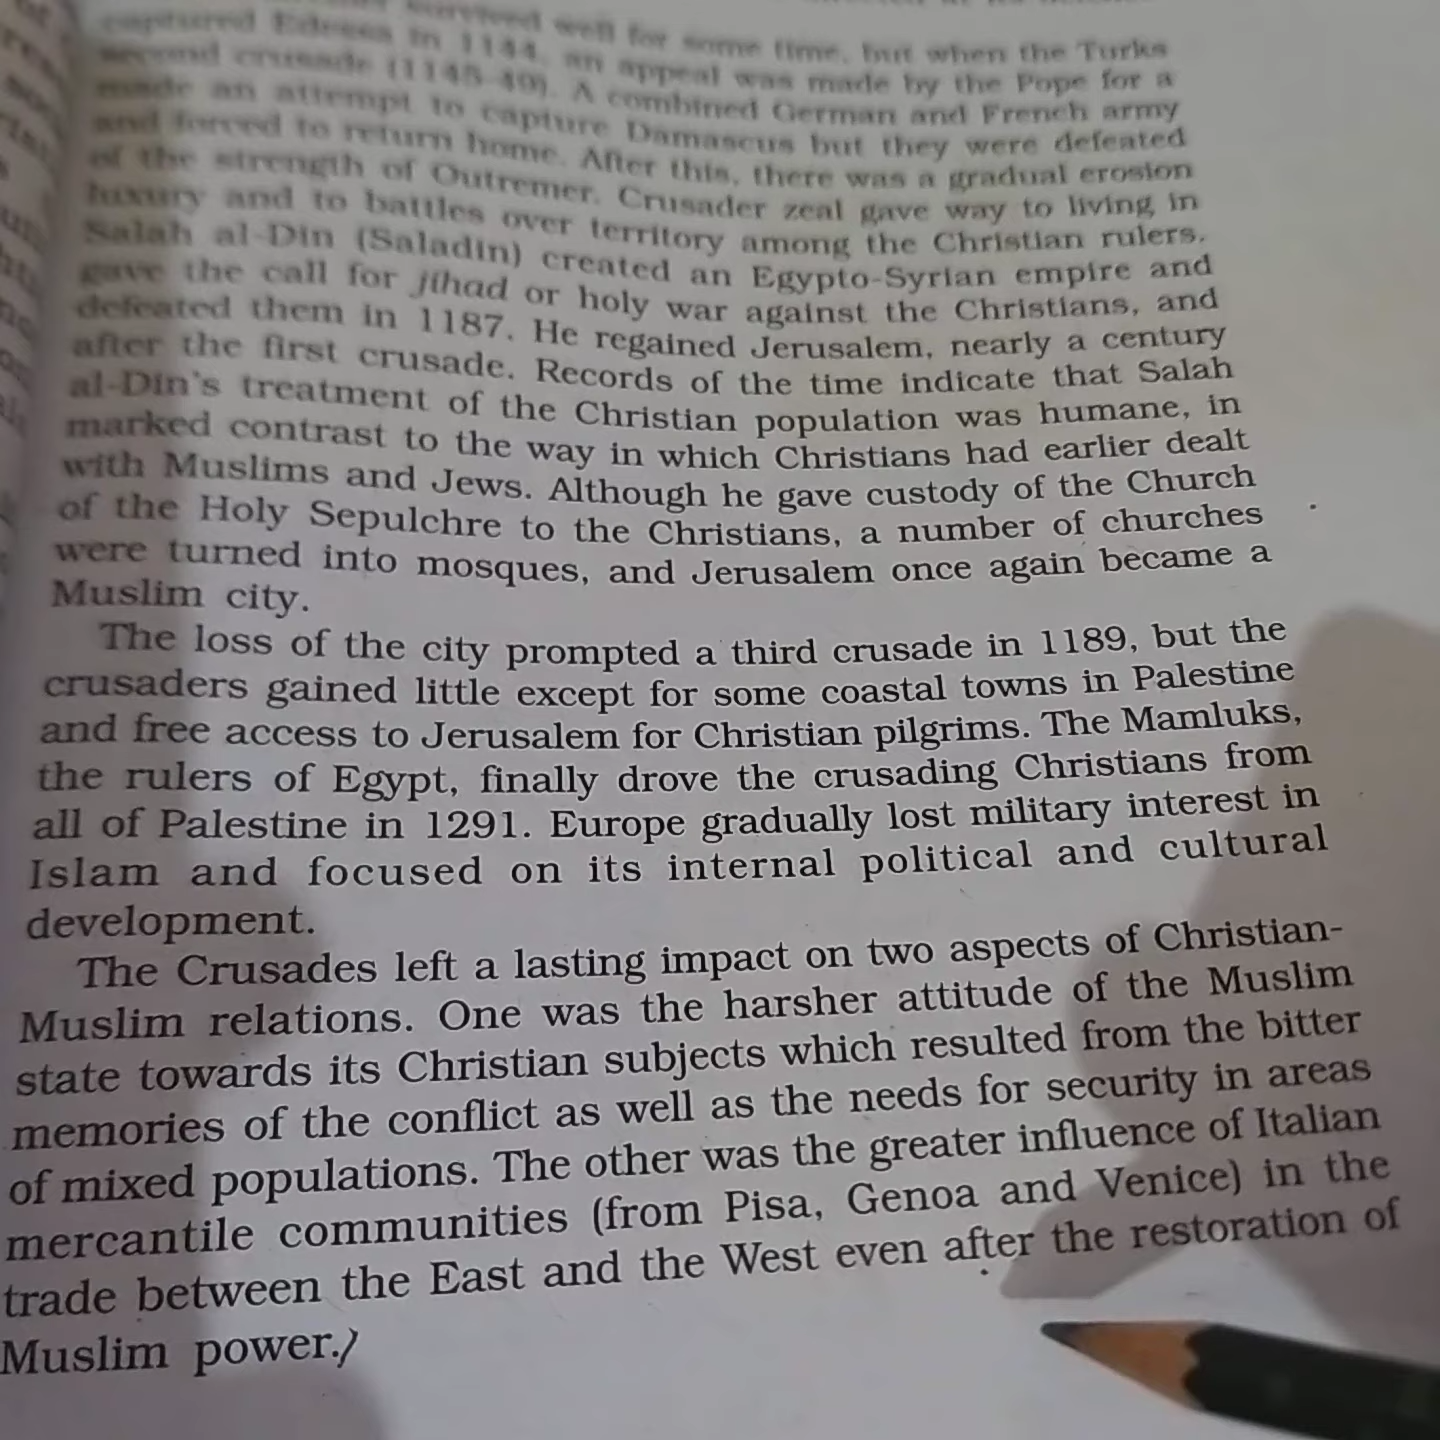 survived well for some time, but when the Turks
captured Edessa in 1144, an appeal was made by the Pope for a
second crusade (1145-49). A combined German and French army
made an attempt to capture Damascus but they were defeated
and forced to return home. After this, there was a gradual erosion
of the strength of Outremer. Crusader zeal gave way to living in
luxury and to battles over territory among the Christian rulers.
Salah al-Din (Saladin) created an Egypto-Syrian empire and
gave the call for jihad or holy war against the Christians, and
defeated them in 1187. He regained Jerusalem, nearly a century
after the first crusade. Records of the time indicate that Salah
al-Din's treatment of the Christian population was humane, in
marked contrast to the way in which Christians had earlier dealt
with Muslims and Jews. Although he gave custody of the Church
of the Holy Sepulchre to the Christians, a number of churches
were turned into mosques, and Jerusalem once again became a
Muslim city.
The loss of the city prompted a third crusade in 1189, but the
crusaders gained little except for some coastal towns in Palestine
and free access to Jerusalem for Christian pilgrims. The Mamluks,
the rulers of Egypt, finally drove the crusading Christians from
all of Palestine in 1291. Europe gradually lost military interest in
Islam and focused on its internal political and cultural
development.
The Crusades left a lasting impact on two aspects of Christian-
Muslim relations. One was the harsher attitude of the Muslim
state towards its Christian subjects which resulted from the bitter
memories of the conflict as well as the needs for security in areas
of mixed populations. The other was the greater influence of Italian
mercantile communities (from Pisa, Genoa and Venice) in the
trade between the East and the West even after the restoration of
Muslim power.